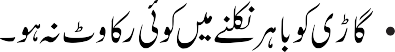 • گاڑی کو باہر نکلنے میں کوئی رکاوٹ نہ ہو۔